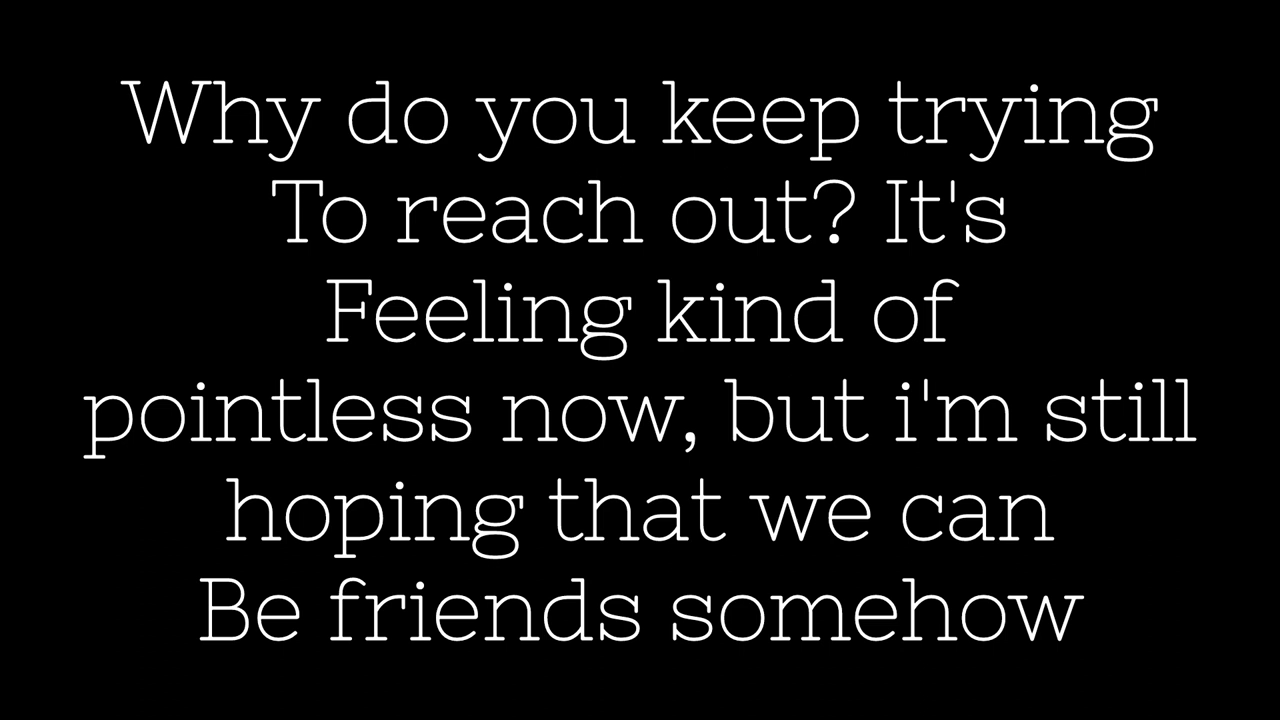 Why do you keep trying
To reach out? It's
Feeling kind of
pointless now, but i'm still
hoping that we can
Be friends somehow